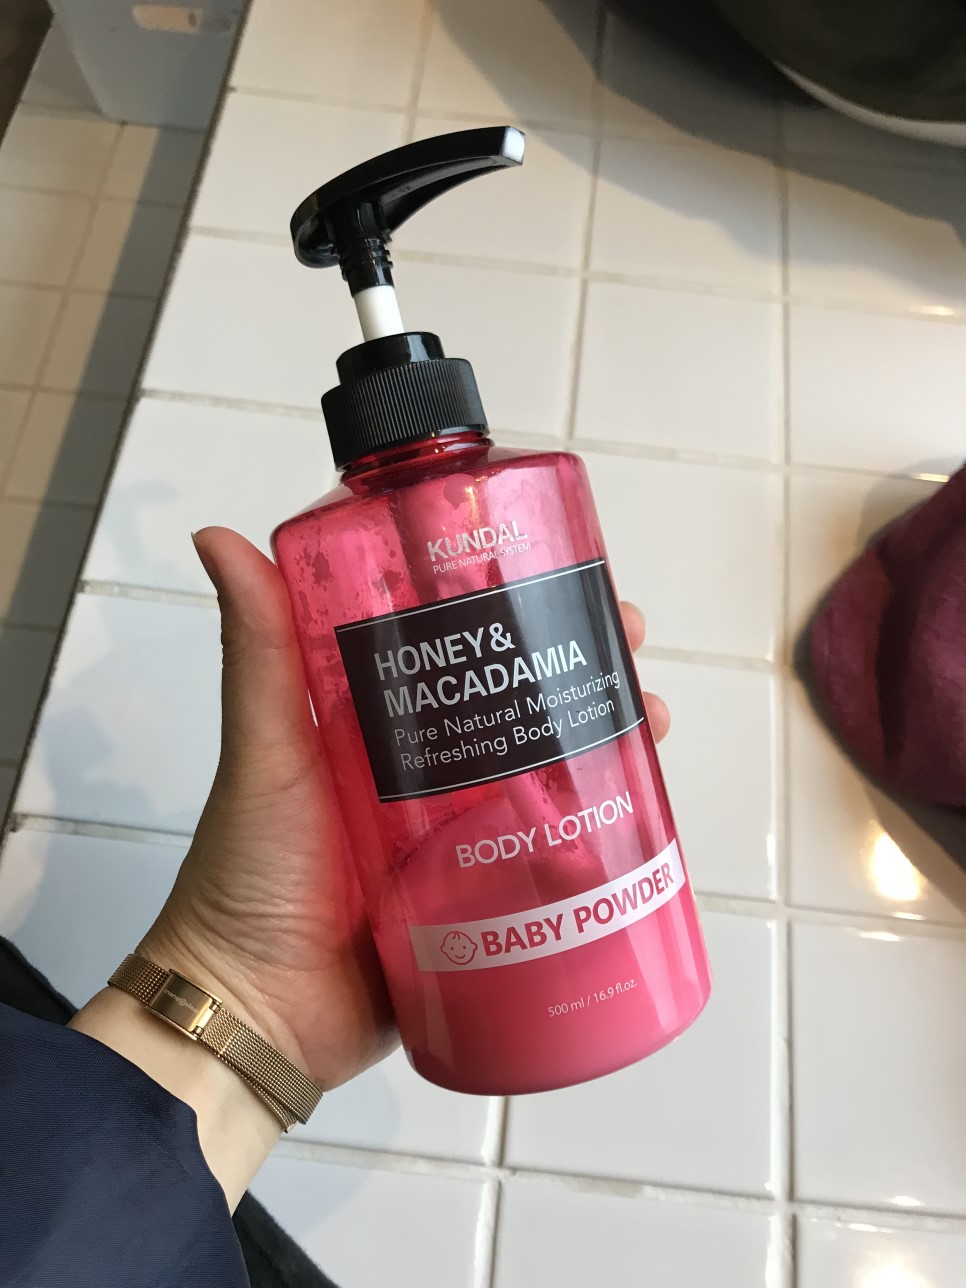 KUNDAL
PURE NATURAL SYSTEM
HONEY&
MACADAMIA
Pure Natural Moisturizing
Refreshing Body Lotion
BODY LOTION
BABY POWDER
500 ml / 16.9 fl.oz.